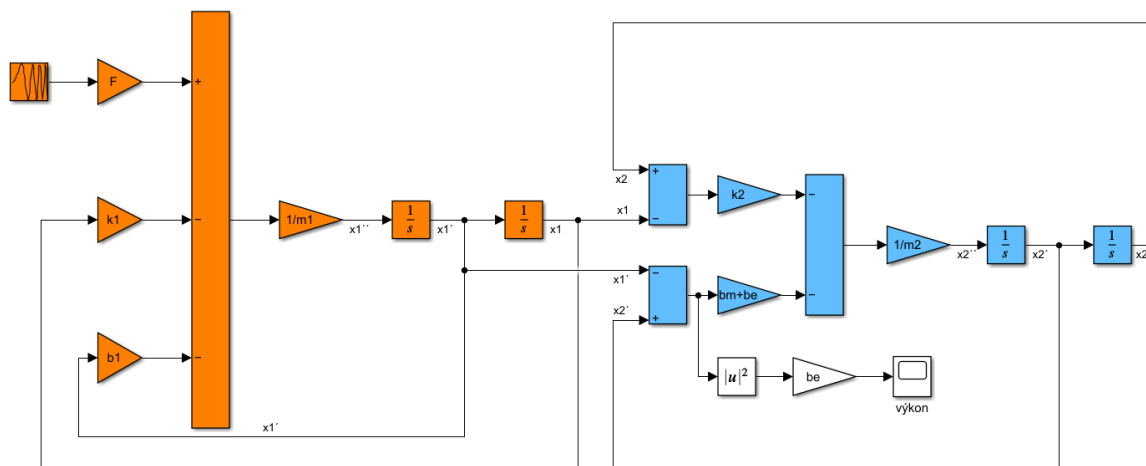 F
+
k1
−
b1
−
x1´
1/m1
x1´´
1
s
x1´
1
s
x1
x2
+
x1
−
k2
−
x1´
−
x2´
+
bm+be
−
1/m2
x2´´
1
s
x2´
1
s
x2
|u|²
be
výkon